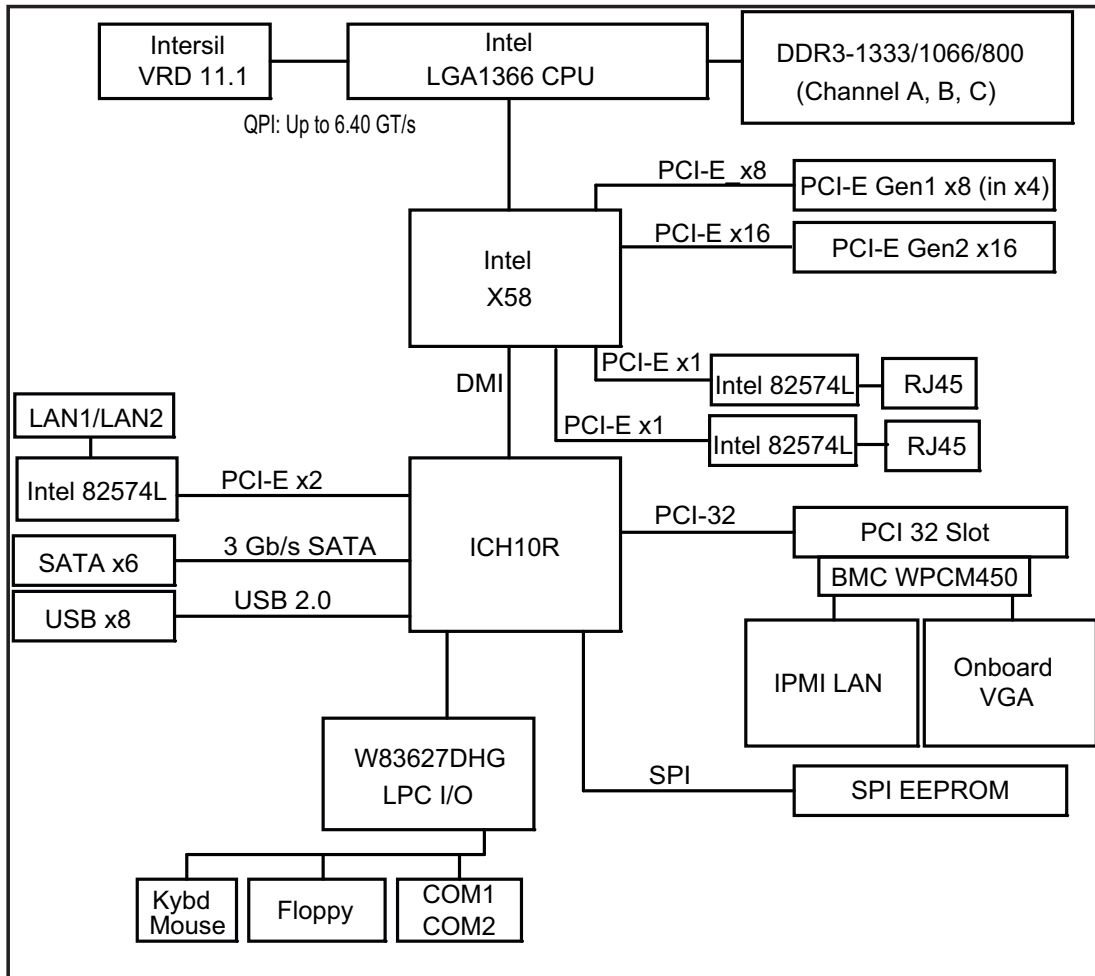 Intersil
VRD 11.1
Intel
LGA1366 CPU
DDR3-1333/1066/800
(Channel A, B, C)
QPI: Up to 6.40 GT/s
PCI-E_x8
PCI-E Gen1 x8 (in x4)
PCI-E x16
PCI-E Gen2 x16
Intel
X58
PCI-E x1
Intel 82574L
RJ45
DMI
PCI-E x1
Intel 82574L
RJ45
LAN1/LAN2
Intel 82574L
PCI-E x2
ICH10R
PCI-32
PCI 32 Slot
BMC WPCM450
SATA x6
3 Gb/s SATA
USB x8
USB 2.0
IPMI LAN
Onboard
VGA
W83627DHG
LPC I/O
SPI
SPI EEPROM
Kybd
Mouse
Floppy
COM1
COM2